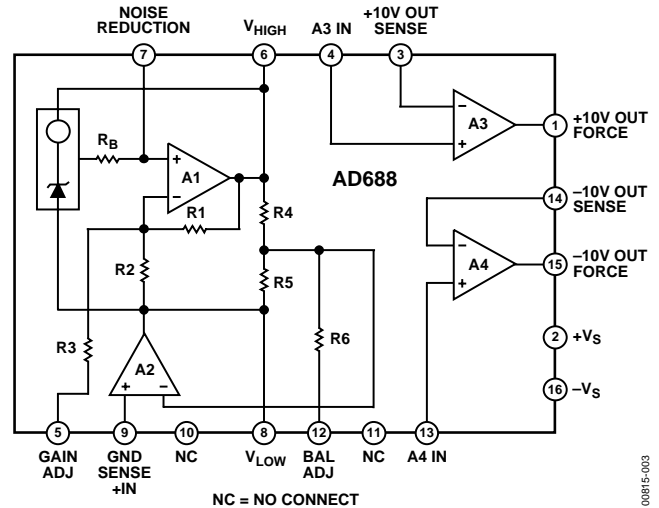 NOISE
REDUCTION
7
VHIGH
6
A3 IN
4
+10V OUT
SENSE
3
RB
A1
R1
R4
AD688
A3
1
+10V OUT
FORCE
14
–10V OUT
SENSE
A4
15
–10V OUT
FORCE
R2
R5
R3
R6
A2
2
+VS
16
–VS
5
9
10
8
12
11
13
GAIN
ADJ
GND
SENSE
+IN
NC
VLOW
BAL
ADJ
NC
A4 IN
NC = NO CONNECT
00815-003
+
–
–
+
–
+
+
–